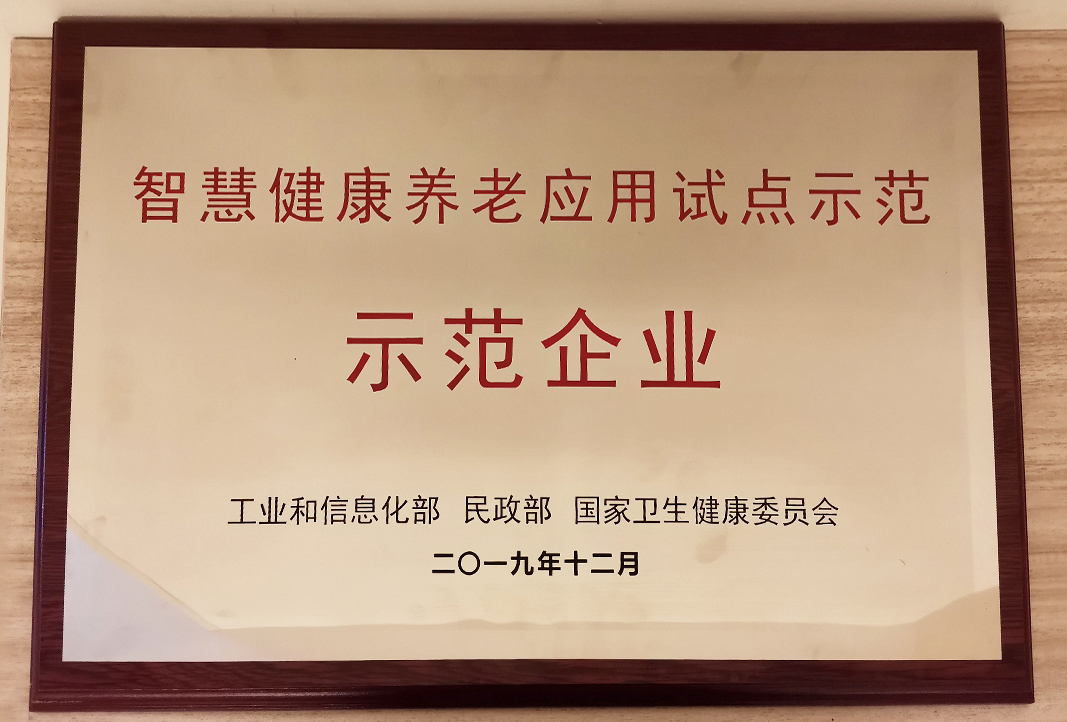 智慧健康养老应用试点示范
示范企业
工业和信息化部 民政部 国家卫生健康委员会
二〇一九年十二月